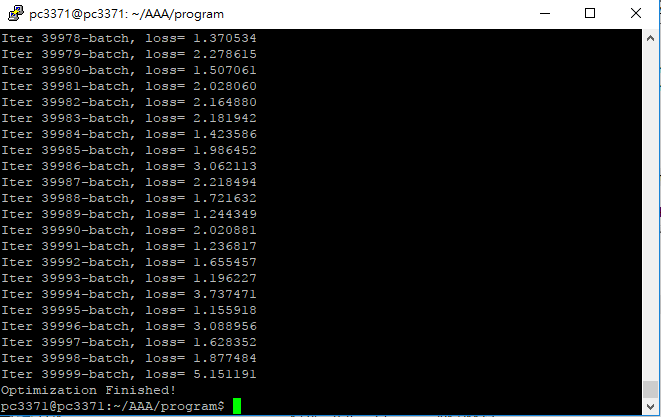 pc3371@pc3371: ~/AAA/program
Iter 39978-batch, loss= 1.370534
Iter 39979-batch, loss= 2.278615
Iter 39980-batch, loss= 1.507061
Iter 39981-batch, loss= 2.028060
Iter 39982-batch, loss= 2.164880
Iter 39983-batch, loss= 2.181942
Iter 39984-batch, loss= 1.423586
Iter 39985-batch, loss= 1.986452
Iter 39986-batch, loss= 3.062113
Iter 39987-batch, loss= 2.218494
Iter 39988-batch, loss= 1.721632
Iter 39989-batch, loss= 1.244349
Iter 39990-batch, loss= 2.020881
Iter 39991-batch, loss= 1.236817
Iter 39992-batch, loss= 1.655457
Iter 39993-batch, loss= 1.196227
Iter 39994-batch, loss= 3.737471
Iter 39995-batch, loss= 1.155918
Iter 39996-batch, loss= 3.088956
Iter 39997-batch, loss= 1.628352
Iter 39998-batch, loss= 1.877484
Iter 39999-batch, loss= 5.151191
Optimization Finished!
pc3371@pc3371:~/AAA/program$